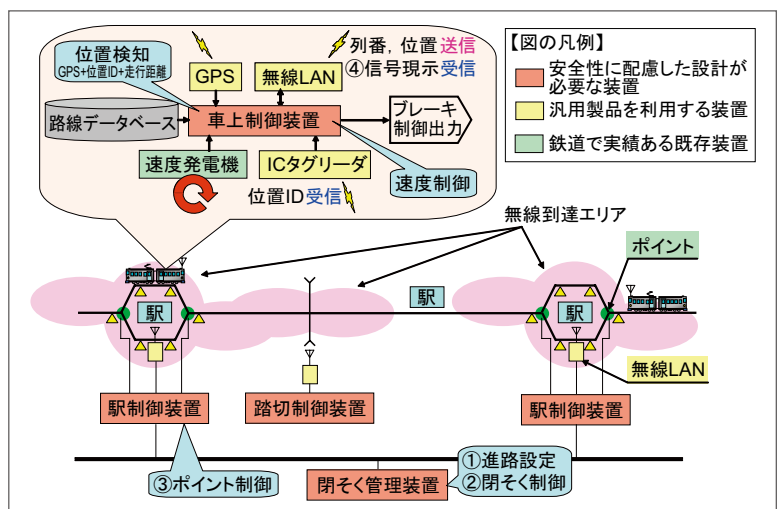 位置検知
GPS+位置ID+走行距離
GPS
無線LAN
列番，位置送信
④信号現示受信
路線データベース
車上制御装置
ブレーキ
制御出力
速度発電機
ICタグリーダ
速度制御
位置ID受信
【図の凡例】
安全性に配慮した設計が
必要な装置
汎用製品を利用する装置
鉄道で実績ある既存装置
無線到達エリア
ポイント
駅
駅
駅
無線LAN
駅制御装置
踏切制御装置
駅制御装置
③ポイント制御
閉そく管理装置
①進路設定
②閉そく制御